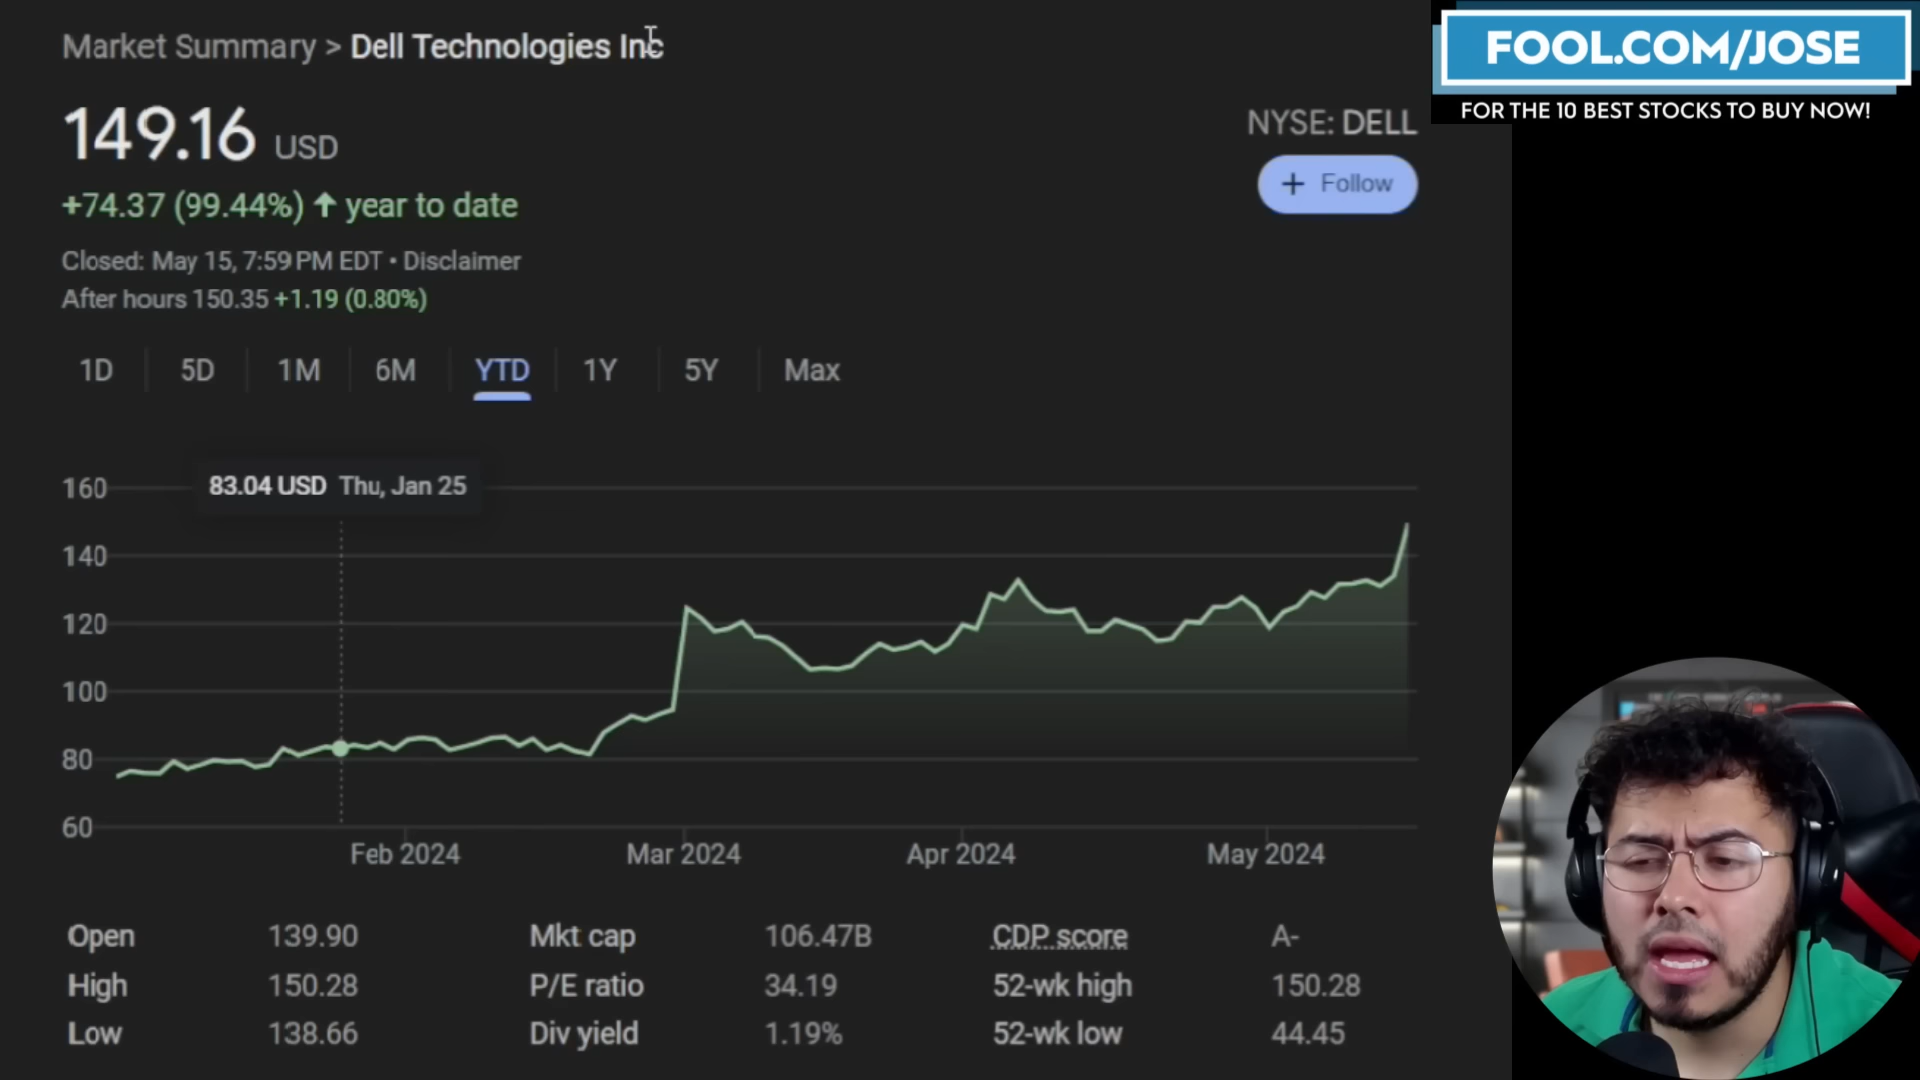 Market Summary > Dell Technologies Inc
FOOL.COM/JOSE
FOR THE 10 BEST STOCKS TO BUY NOW!
149.16 USD
NYSE: DELL
+ Follow
+74.37 (99.44%) ↑ year to date
Closed: May 15, 7:59 PM EDT • Disclaimer
After hours 150.35 +1.19 (0.80%)
1D 5D 1M 6M YTD 1Y 5Y Max
83.04 USD Thu, Jan 25
160
140
120
100
80
60
Feb 2024 Mar 2024 Apr 2024 May 2024
Open 139.90 Mkt cap 106.47B CDP score A-
High 150.28 P/E ratio 34.19 52-wk high 150.28
Low 138.66 Div yield 1.19% 52-wk low 44.45